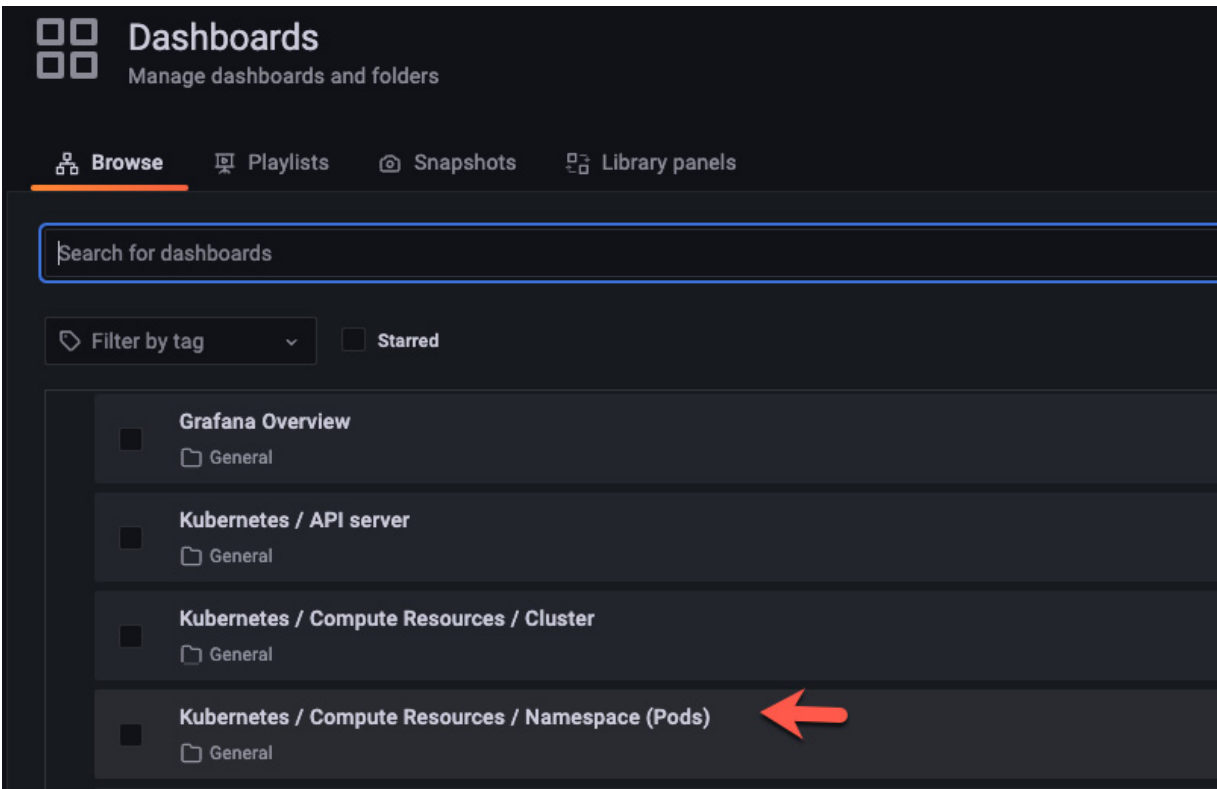 Dashboards
Manage dashboards and folders
Browse Playlists Snapshots Library panels
Search for dashboards
Filter by tag Starred
Grafana Overview
General
Kubernetes / API server
General
Kubernetes / Compute Resources / Cluster
General
Kubernetes / Compute Resources / Namespace (Pods)
General